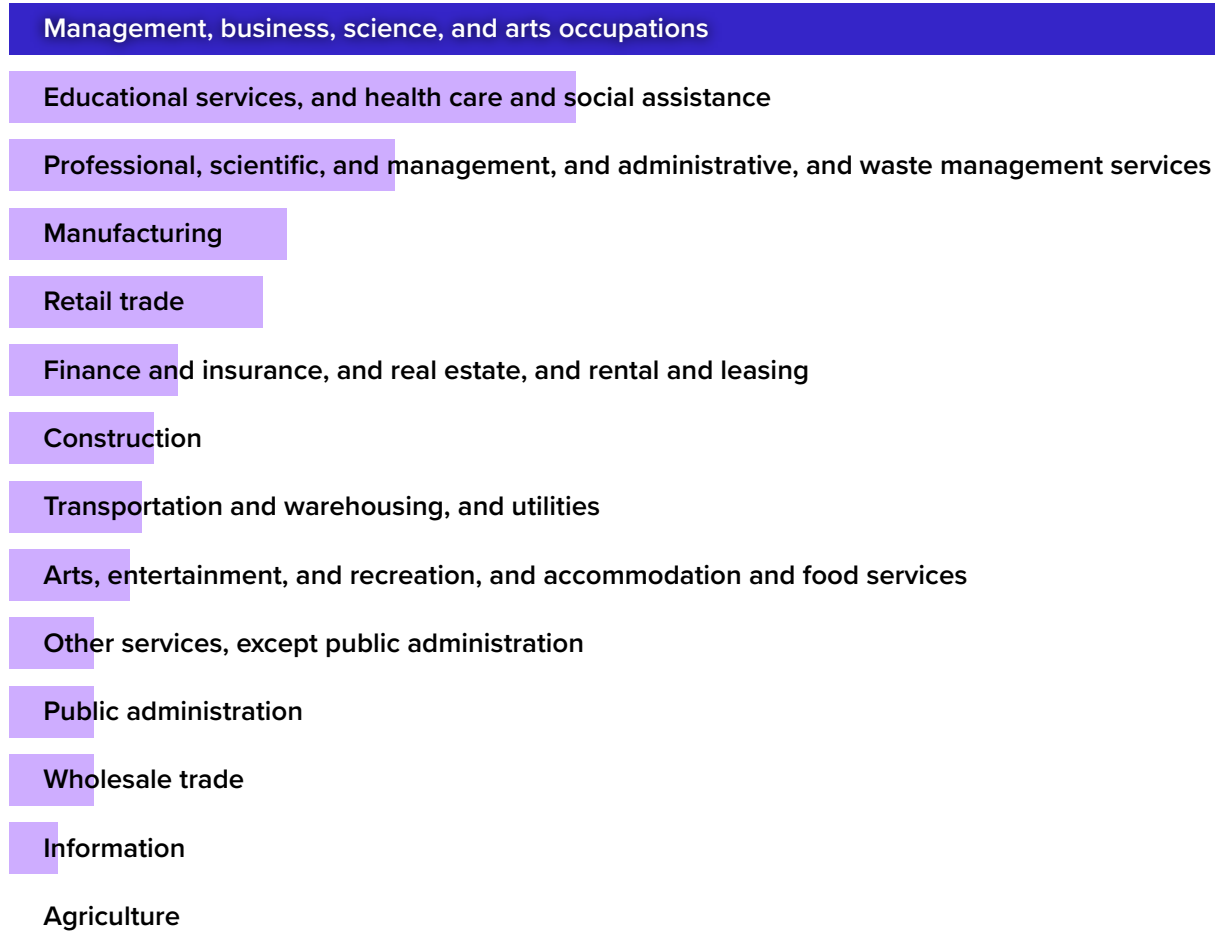 Management, business, science, and arts occupations
Educational services, and health care and social assistance
Professional, scientific, and management, and administrative, and waste management services
Manufacturing
Retail trade
Finance and insurance, and real estate, and rental and leasing
Construction
Transportation and warehousing, and utilities
Arts, entertainment, and recreation, and accommodation and food services
Other services, except public administration
Public administration
Wholesale trade
Information
Agriculture